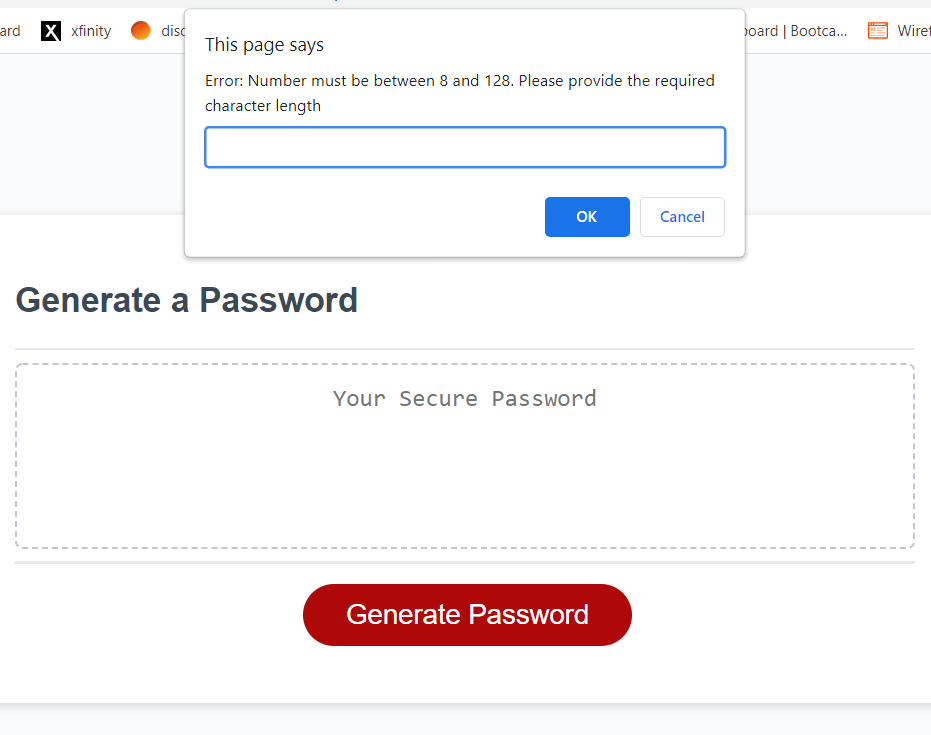 ard xfinity disc board | Bootca... Wiref
This page says
Error: Number must be between 8 and 128. Please provide the required
character length
OK Cancel
Generate a Password
Your Secure Password
Generate Password